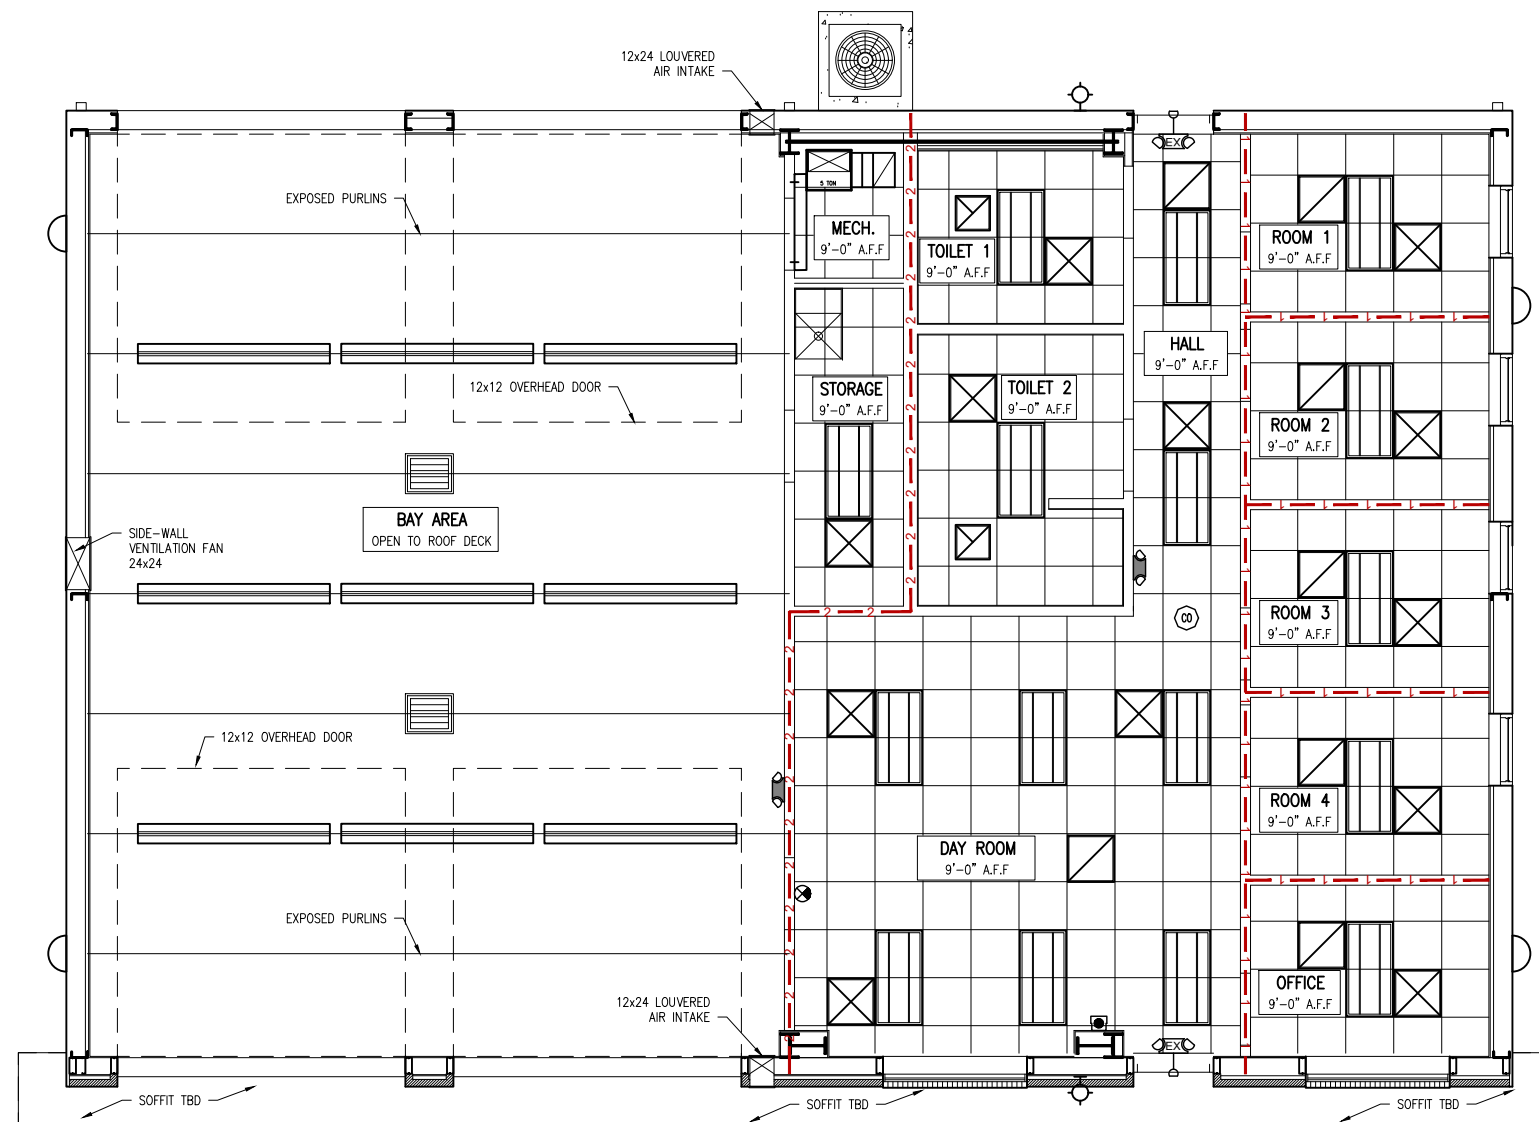 12x24 LOUVERED
AIR INTAKE
EX
EXPOSED PURLINS
5 TON
MECH.
9'-0" A.F.F
TOILET 1
9'-0" A.F.F
ROOM 1
9'-0" A.F.F
HALL
9'-0" A.F.F
12x12 OVERHEAD DOOR
STORAGE
9'-0" A.F.F
TOILET 2
9'-0" A.F.F
ROOM 2
9'-0" A.F.F
BAY AREA
OPEN TO ROOF DECK
SIDE-WALL
VENTILATION FAN
24x24
CO
ROOM 3
9'-0" A.F.F
12x12 OVERHEAD DOOR
ROOM 4
9'-0" A.F.F
DAY ROOM
9'-0" A.F.F
EXPOSED PURLINS
OFFICE
9'-0" A.F.F
12x24 LOUVERED
AIR INTAKE
EX
SOFFIT TBD
SOFFIT TBD
SOFFIT TBD